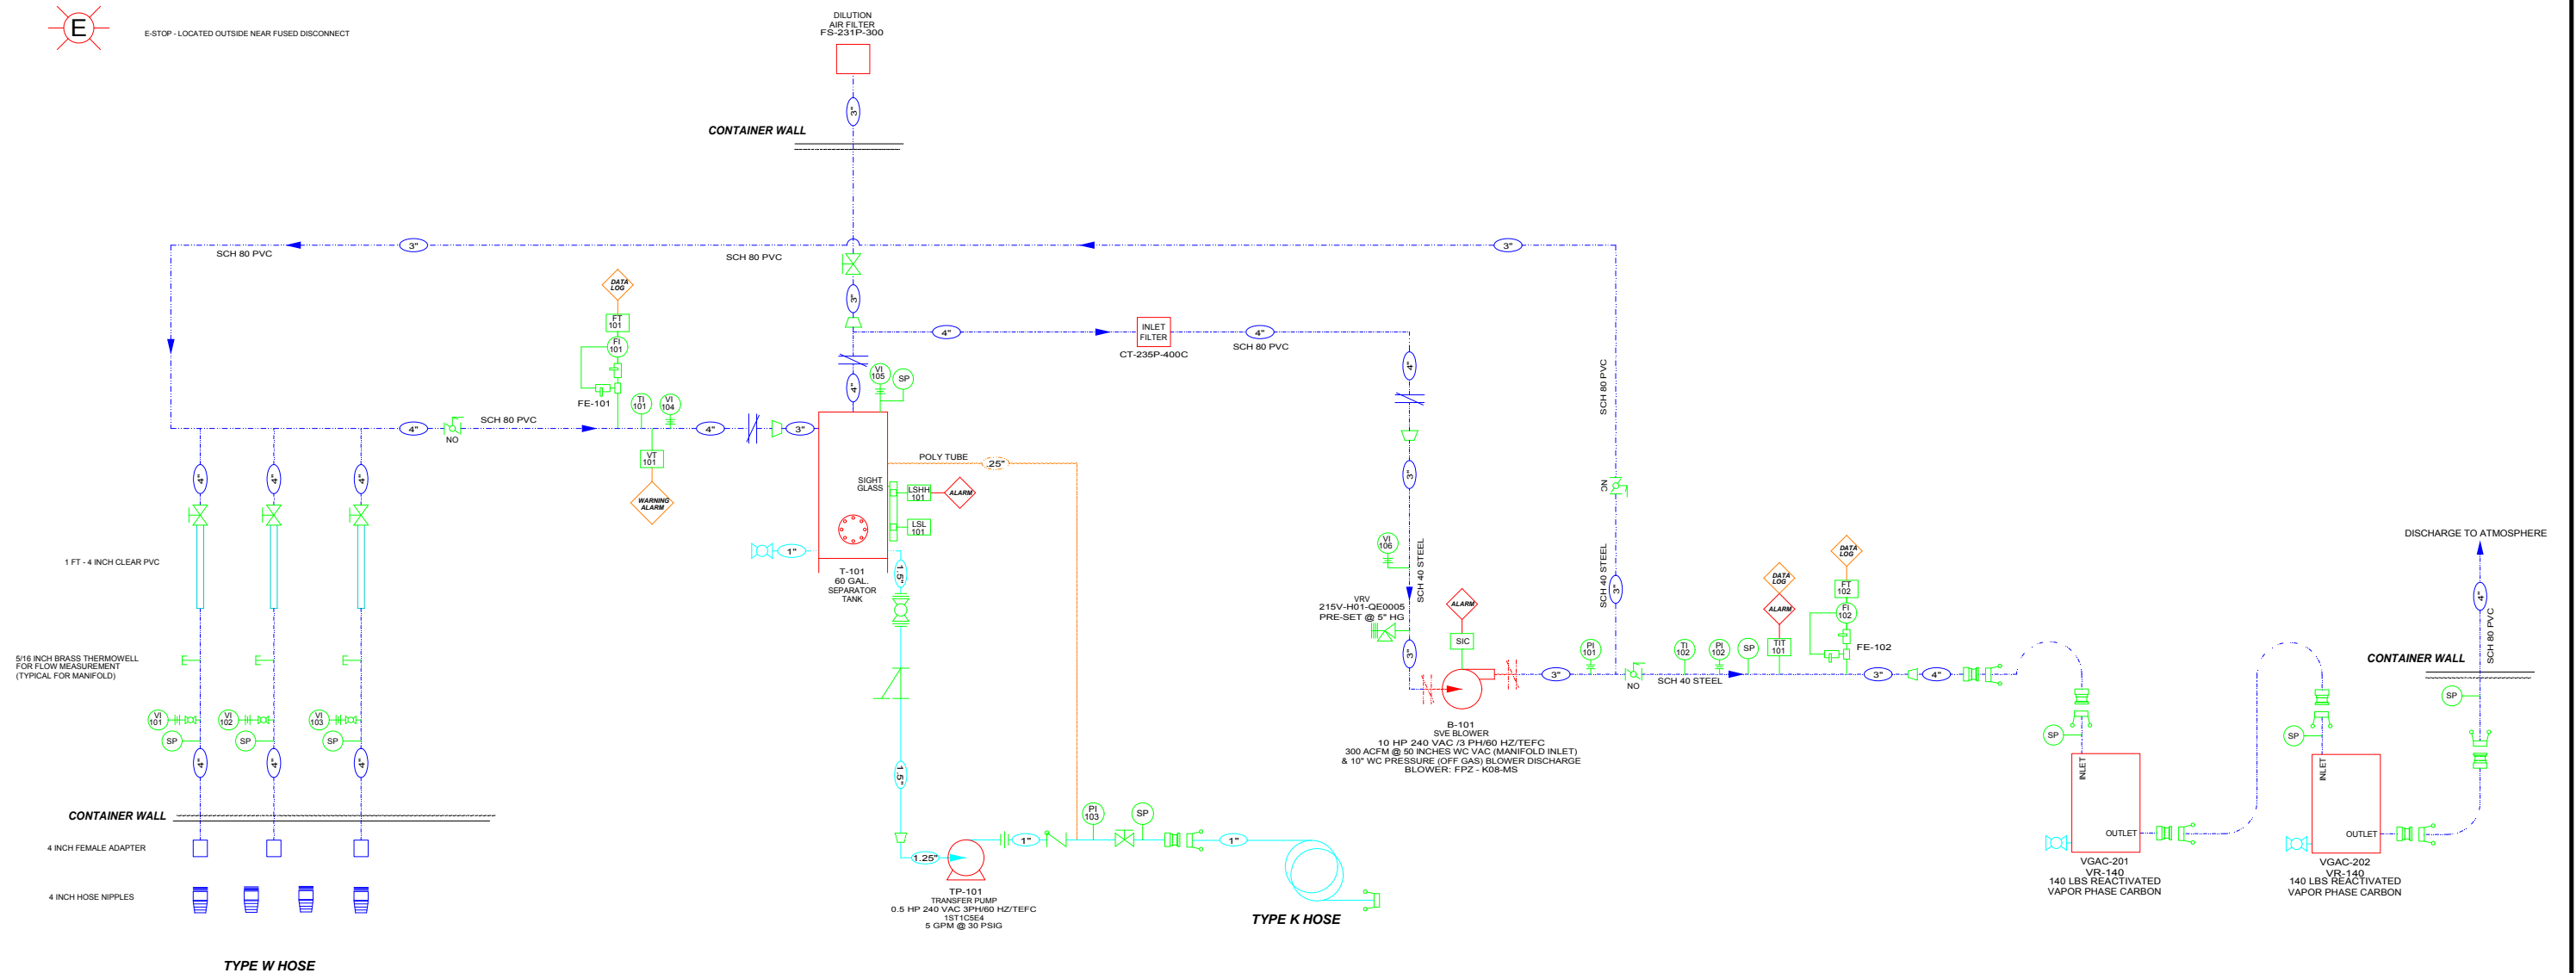 E
E-STOP - LOCATED OUTSIDE NEAR FUSED DISCONNECT
DILUTION
AIR FILTER
FS-231P-300
3"
CONTAINER WALL
3"
3"
SCH 80 PVC
SCH 80 PVC
DATA
LOG
FT
101
FI
101
FE-101
3"
4"
INLET
FILTER
CT-235P-400C
4"
SCH 80 PVC
4"
SCH 80 PVC
4"
VI
105
SP
TI
101
VI
104
4"
NO
SCH 80 PVC
4"
3"
VT
101
WARNING
ALARM
POLY TUBE
.25"
SIGHT
GLASS
LSHH
101
ALARM
LSL
101
1"
T-101
60 GAL.
SEPARATOR
TANK
1.5"
4"
4"
4"
1 FT - 4 INCH CLEAR PVC
5/16 INCH BRASS THERMOWELL
FOR FLOW MEASUREMENT
(TYPICAL FOR MANIFOLD)
VI
101
VI
102
VI
103
SP
SP
SP
4"
4"
4"
CONTAINER WALL
4 INCH FEMALE ADAPTER
4 INCH HOSE NIPPLES
TYPE W HOSE
1.5"
1.25"
TP-101
TRANSFER PUMP
0.5 HP 240 VAC 3PH/60 HZ/TEFC
1ST1C5E4
5 GPM @ 30 PSIG
1"
PI
103
SP
1"
TYPE K HOSE
3"
NC
VI
106
SCH 40 STEEL
SCH 40 STEEL
3"
VRV
215V-H01-QE0005
PRE-SET @ 5" HG
3"
ALARM
SIC
B-101
SVE BLOWER
10 HP 240 VAC /3 PH/60 HZ/TEFC
300 ACFM @ 50 INCHES WC VAC (MANIFOLD INLET)
& 10" WC PRESSURE (OFF GAS) BLOWER DISCHARGE
BLOWER: FPZ - K08-MS
3"
PI
101
NO
SCH 40 STEEL
TI
102
PI
102
SP
DATA
LOG
ALARM
TIT
101
DATA
LOG
FT
102
FI
102
FE-102
3"
4"
SP
INLET
OUTLET
VGAC-201
VR-140
140 LBS REACTIVATED
VAPOR PHASE CARBON
SP
INLET
OUTLET
VGAC-202
VR-140
140 LBS REACTIVATED
VAPOR PHASE CARBON
DISCHARGE TO ATMOSPHERE
4"
SCH 80 PVC
CONTAINER WALL
SP